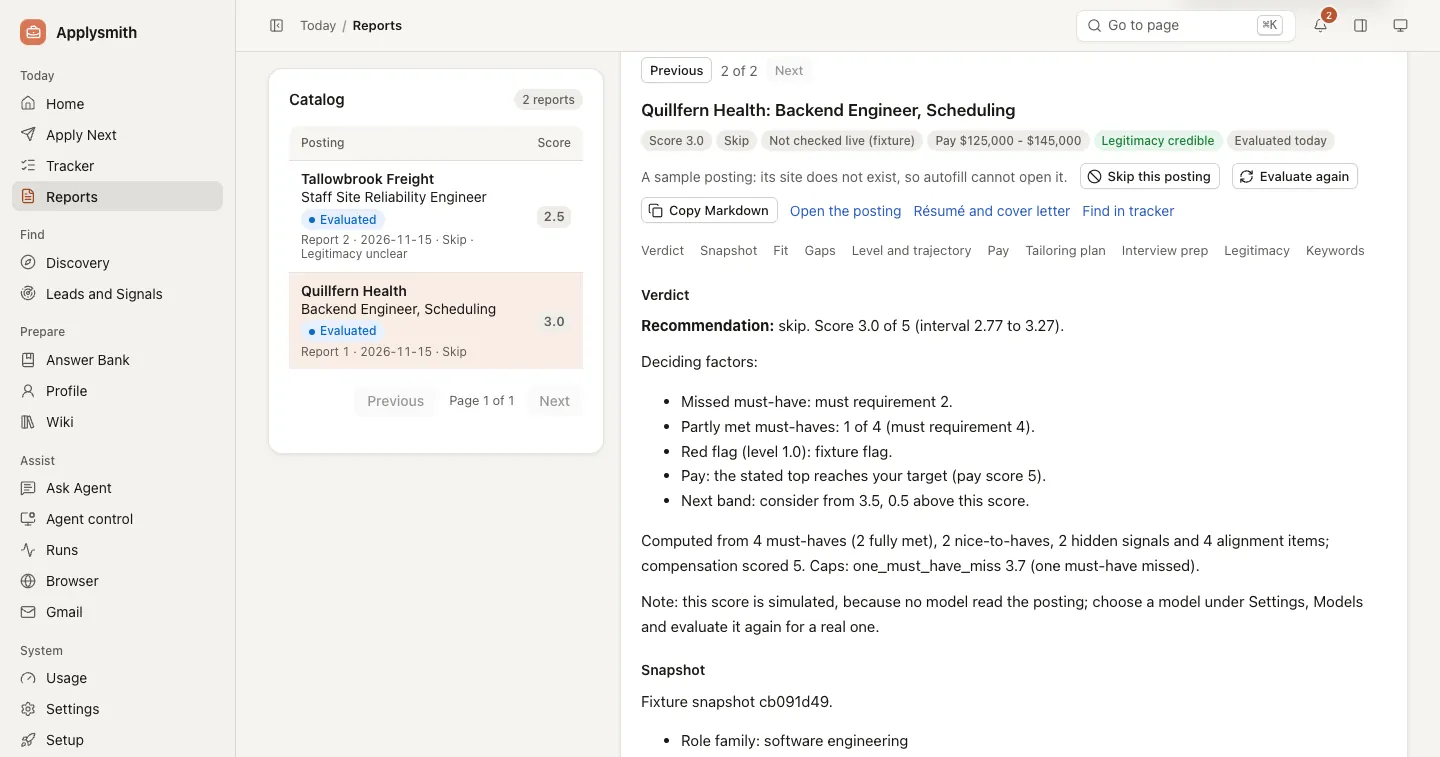 Applysmith
Today
Home
Apply Next
Tracker
Reports
Find
Discovery
Leads and Signals
Prepare
Answer Bank
Profile
Wiki
Assist
Ask Agent
Agent control
Runs
Browser
Gmail
System
Usage
Settings
Setup
Today / Reports
Go to page
⌘K
2
Catalog
2 reports
Posting Score
Tallowbrook Freight
Staff Site Reliability Engineer
Evaluated
2.5
Report 2 · 2026-11-15 · Skip ·
Legitimacy unclear
Quillfern Health
Backend Engineer, Scheduling
Evaluated
3.0
Report 1 · 2026-11-15 · Skip
Previous Page 1 of 1 Next
Previous 2 of 2 Next
Quillfern Health: Backend Engineer, Scheduling
Score 3.0 Skip Not checked live (fixture) Pay $125,000 - $145,000 Legitimacy credible Evaluated today
A sample posting: its site does not exist, so autofill cannot open it. Skip this posting Evaluate again
Copy Markdown Open the posting Résumé and cover letter Find in tracker
Verdict Snapshot Fit Gaps Level and trajectory Pay Tailoring plan Interview prep Legitimacy Keywords
Verdict
Recommendation: skip. Score 3.0 of 5 (interval 2.77 to 3.27).
Deciding factors:
• Missed must-have: must requirement 2.
• Partly met must-haves: 1 of 4 (must requirement 4).
• Red flag (level 1.0): fixture flag.
• Pay: the stated top reaches your target (pay score 5).
• Next band: consider from 3.5, 0.5 above this score.
Computed from 4 must-haves (2 fully met), 2 nice-to-haves, 2 hidden signals and 4 alignment items;
compensation scored 5. Caps: one_must_have_miss 3.7 (one must-have missed).
Note: this score is simulated, because no model read the posting; choose a model under Settings, Models
and evaluate it again for a real one.
Snapshot
Fixture snapshot cb091d49.
• Role family: software engineering